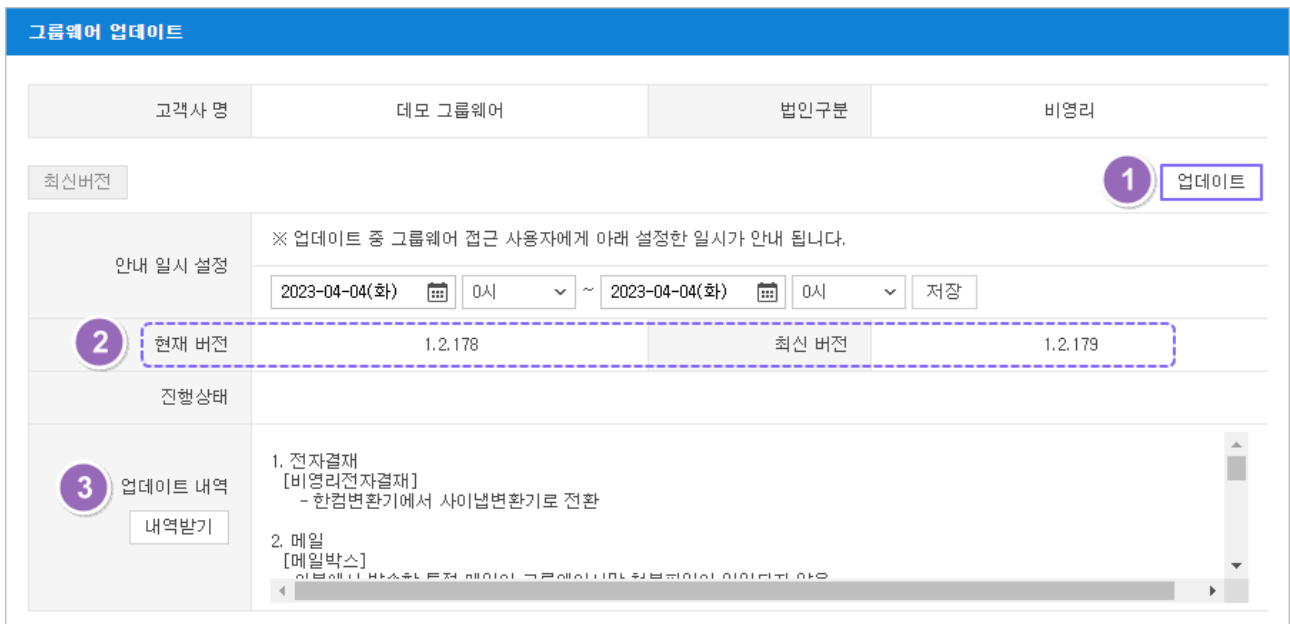 그룹웨어 업데이트
고객사 명 데모 그룹웨어 법인구분 비영리
최신버전 1 업데이트
※ 업데이트 중 그룹웨어 접근 사용자에게 아래 설정한 일시가 안내 됩니다.
안내 일시 설정
2023-04-04(화) 0시 ~ 2023-04-04(화) 0시 저장
2 현재 버전 1.2.178 최신 버전 1.2.179
진행상태
3 업데이트 내역
내역받기
1. 전자결재
[비영리전자결재]
- 한컴변환기에서 사이냅변환기로 전환
2. 메일
[메일박스]